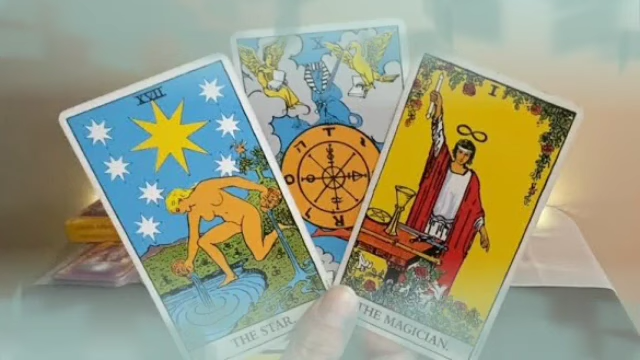 X
XVII
I
T
O
R
THE STAR.
THE MAGICIAN.